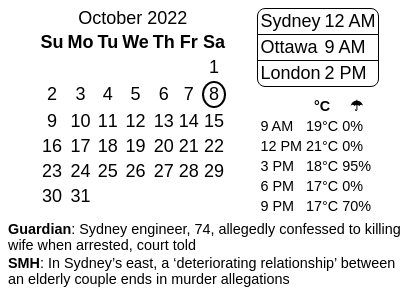 October 2022
Su Mo Tu We Th Fr Sa
1
2 3 4 5 6 7 8
9 10 11 12 13 14 15
16 17 18 19 20 21 22
23 24 25 26 27 28 29
30 31
Sydney 12 AM
Ottawa 9 AM
London 2 PM
°C ☂
9 AM 19°C 0%
12 PM 21°C 0%
3 PM 18°C 95%
6 PM 17°C 0%
9 PM 17°C 70%
Guardian: Sydney engineer, 74, allegedly confessed to killing
wife when arrested, court told
SMH: In Sydney’s east, a ‘deteriorating relationship’ between
an elderly couple ends in murder allegations